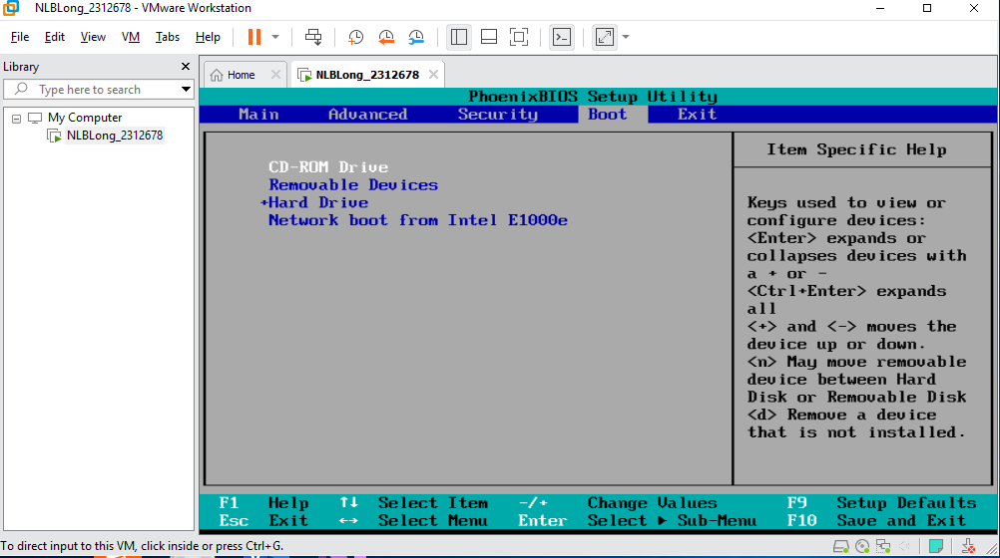 NLBLong_2312678 - VMware Workstation
File Edit View VM Tabs Help
Library
Type here to search
My Computer
NLBLong_2312678
Home
NLBLong_2312678
PhoenixBIOS Setup Utility
Main Advanced Security Boot Exit
CD-ROM Drive
Removable Devices
+Hard Drive
Network boot from Intel E1000e
Item Specific Help
Keys used to view or
configure devices:
<Enter> expands or
collapses devices with
a + or -
<Ctrl+Enter> expands
all
<+> and <-> moves the
device up or down.
<n> May move removable
device between Hard
Disk or Removable Disk
<d> Remove a device
that is not installed.
F1 Help ↑↓ Select Item -/+ Change Values F9 Setup Defaults
Esc Exit ↔ Select Menu Enter Select ▶ Sub-Menu F10 Save and Exit
To direct input to this VM, click inside or press Ctrl+G.